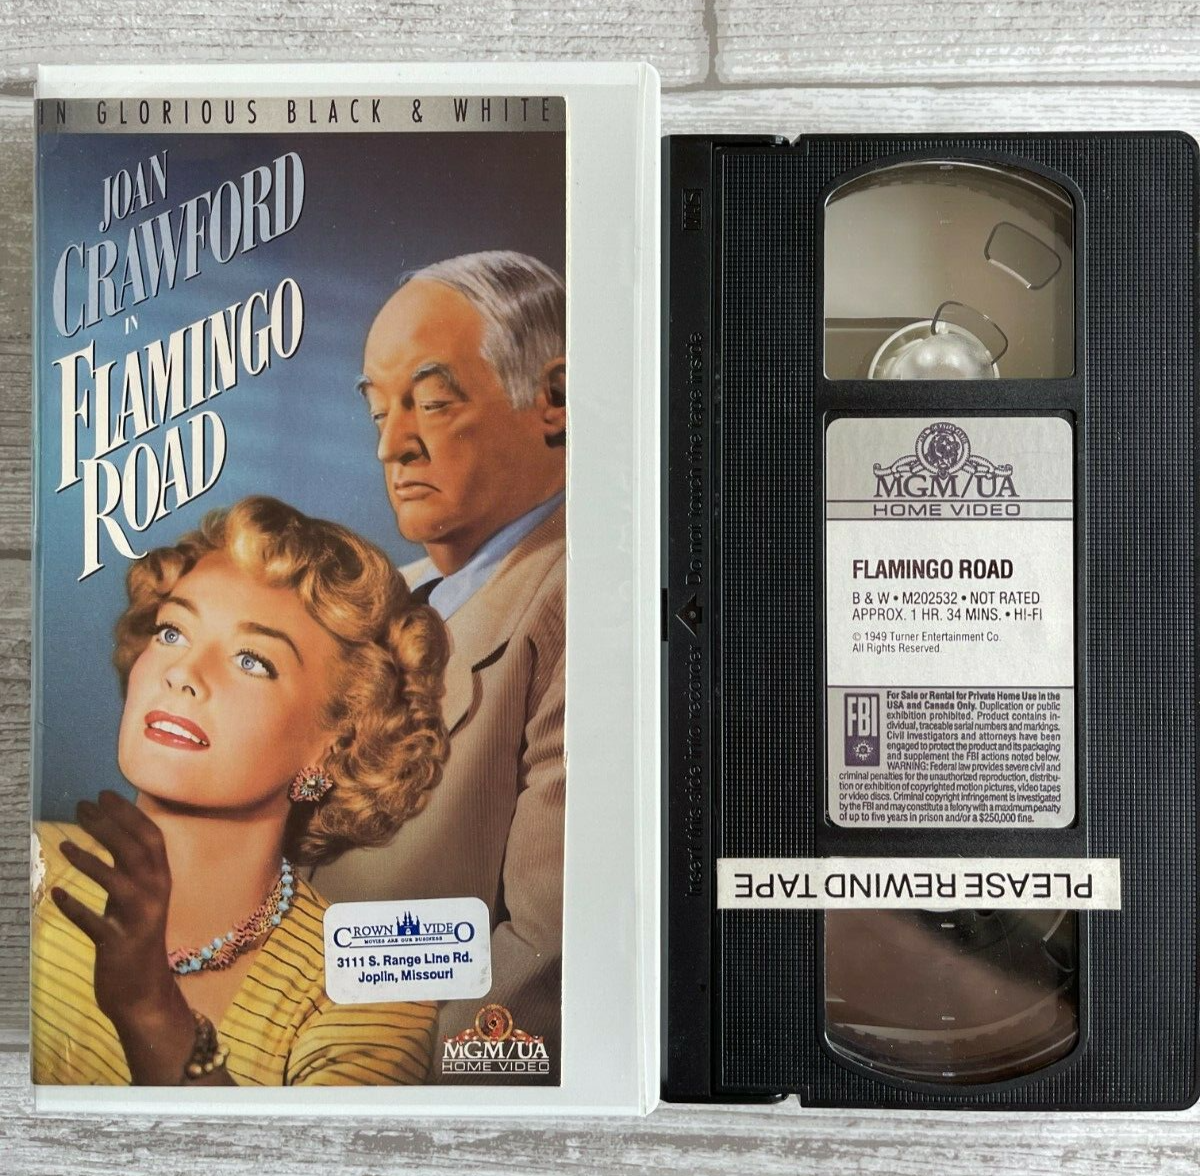 IN GLORIOUS BLACK & WHITE
JOAN
CRAWFORD
IN
FLAMINGO
ROAD
CROWN VIDEO
MOVIES ARE OUR BUSINESS
3111 S. Range Line Rd.
Joplin, Missouri
MGM/UA
HOME VIDEO
VHS
Insert this side into recorder Do not touch the tape inside
MGM/UA
HOME VIDEO
FLAMINGO ROAD
B & W • M202532 • NOT RATED
APPROX. 1 HR. 34 MINS. • HI-FI
© 1949 Turner Entertainment Co.
All Rights Reserved.
FBI
For Sale or Rental for Private Home Use in the
USA and Canada Only. Duplication or public
exhibition prohibited. Product contains in-
dividual, traceable serial numbers and markings.
Civil investigators and attorneys have been
engaged to protect the product and its packaging
and supplement the FBI actions noted below.
WARNING: Federal law provides severe civil and
criminal penalties for the unauthorized reproduction, distribu-
tion or exhibition of copyrighted motion pictures, video tapes
or video discs. Criminal copyright infringement is investigated
by the FBI and may constitute a felony with a maximum penalty
of up to five years in prison and/or a $250,000 fine.
PLEASE REWIND TAPE